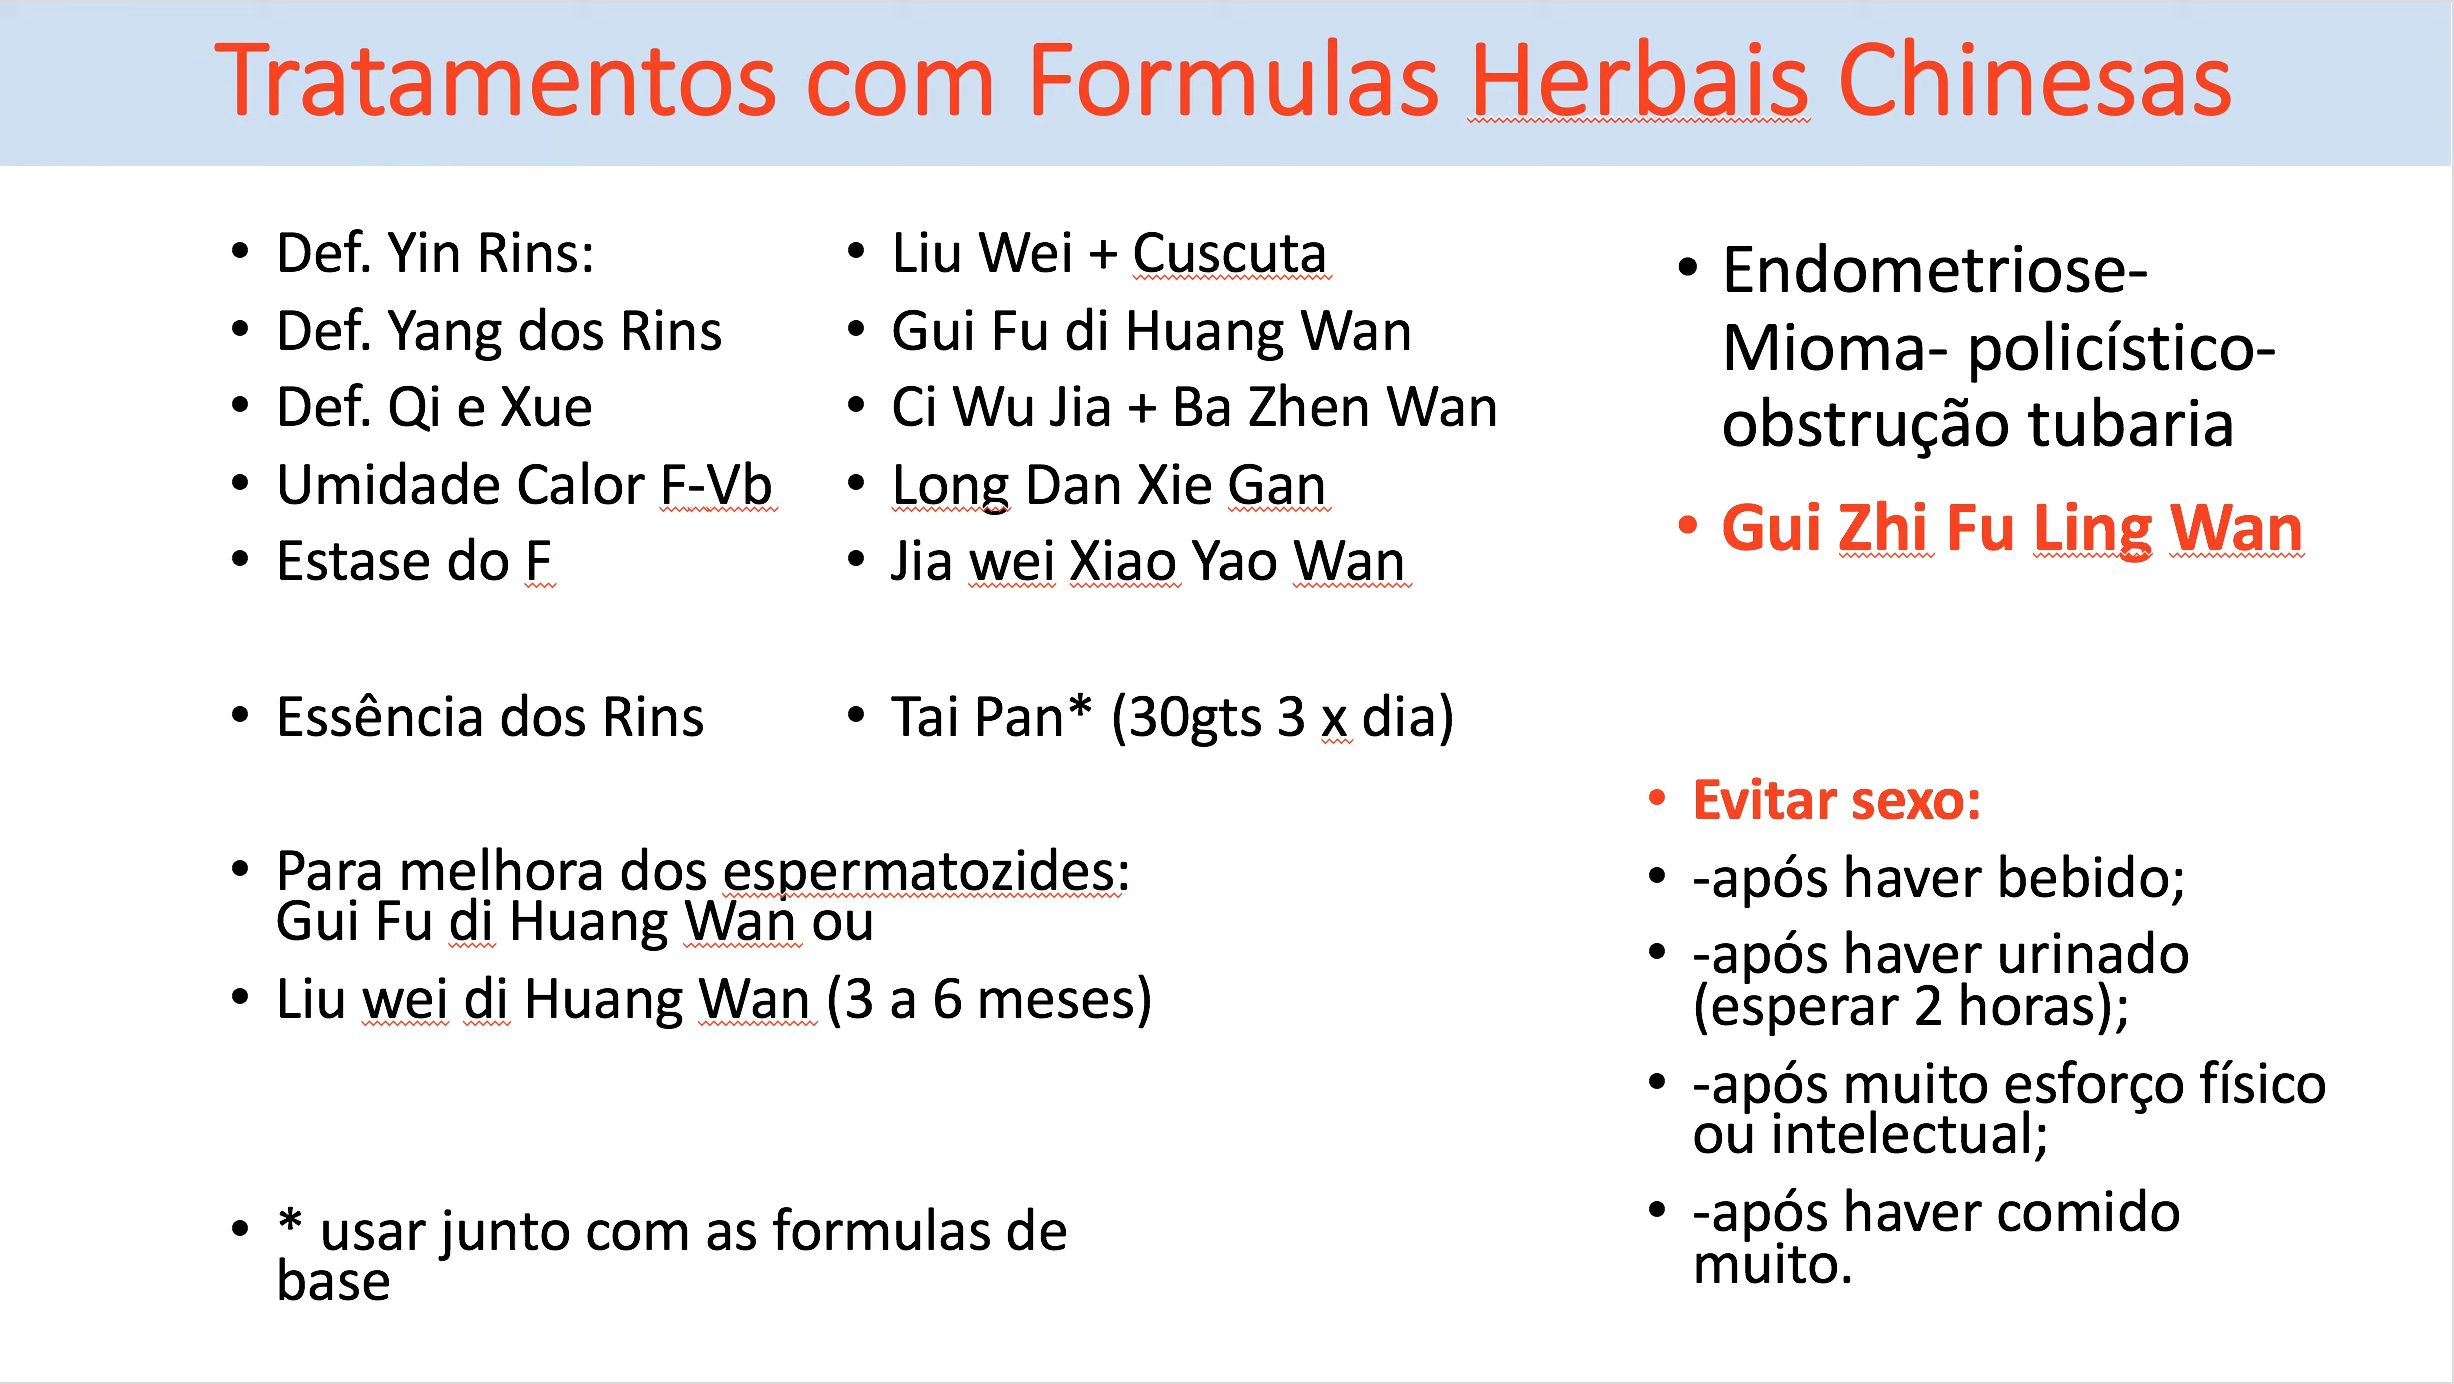 Tratamentos com Formulas Herbais Chinesas
• Def. Yin Rins:
• Def. Yang dos Rins
• Def. Qi e Xue
• Umidade Calor F-Vb
• Estase do F
• Essência dos Rins
• Para melhora dos espermatozides:
Gui Fu di Huang Wan ou
• Liu wei di Huang Wan (3 a 6 meses)
• * usar junto com as formulas de
base
• Liu Wei + Cuscuta
• Gui Fu di Huang Wan
• Ci Wu Jia + Ba Zhen Wan
• Long Dan Xie Gan
• Jia wei Xiao Yao Wan
• Tai Pan* (30gts 3 x dia)
• Endometriose-
Mioma- policístico-
obstrução tubaria
• Gui Zhi Fu Ling Wan
• Evitar sexo:
• -após haver bebido;
• -após haver urinado
(esperar 2 horas);
• -após muito esforço físico
ou intelectual;
• -após haver comido
muito.